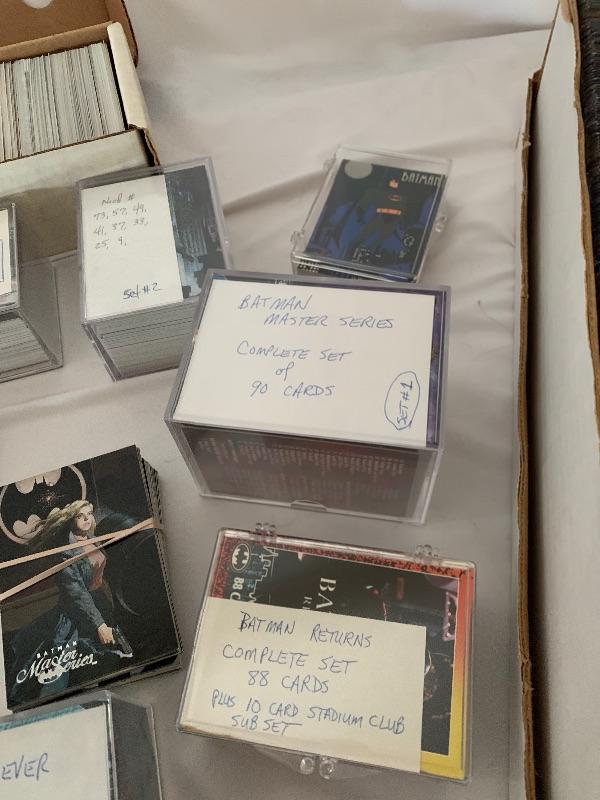 Need #
73, 57, 49,
41, 37, 33,
25, 9,
Set #2
BATMAN
BATMAN
MASTER SERIES
COMPLETE SET
of
90 CARDS
SET #1
BATMAN
Master Series
88 C
BA
R
BATMAN RETURNS
COMPLETE SET
88 CARDS
PLUS 10 CARD STADIUM CLUB
SUB SET
EVER